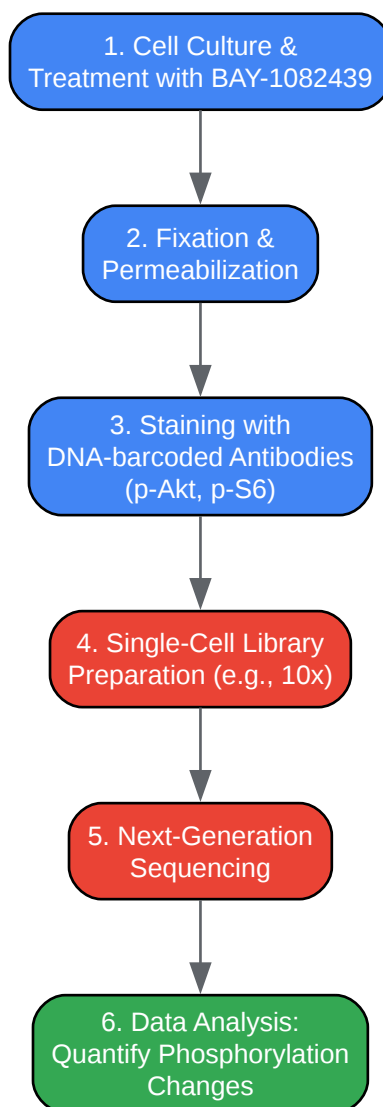 1. Cell Culture &
Treatment with BAY-1082439
2. Fixation &
Permeabilization
3. Staining with
DNA-barcoded Antibodies
(p-Akt, p-S6)
4. Single-Cell Library
Preparation (e.g., 10x)
5. Next-Generation
Sequencing
6. Data Analysis:
Quantify Phosphorylation
Changes